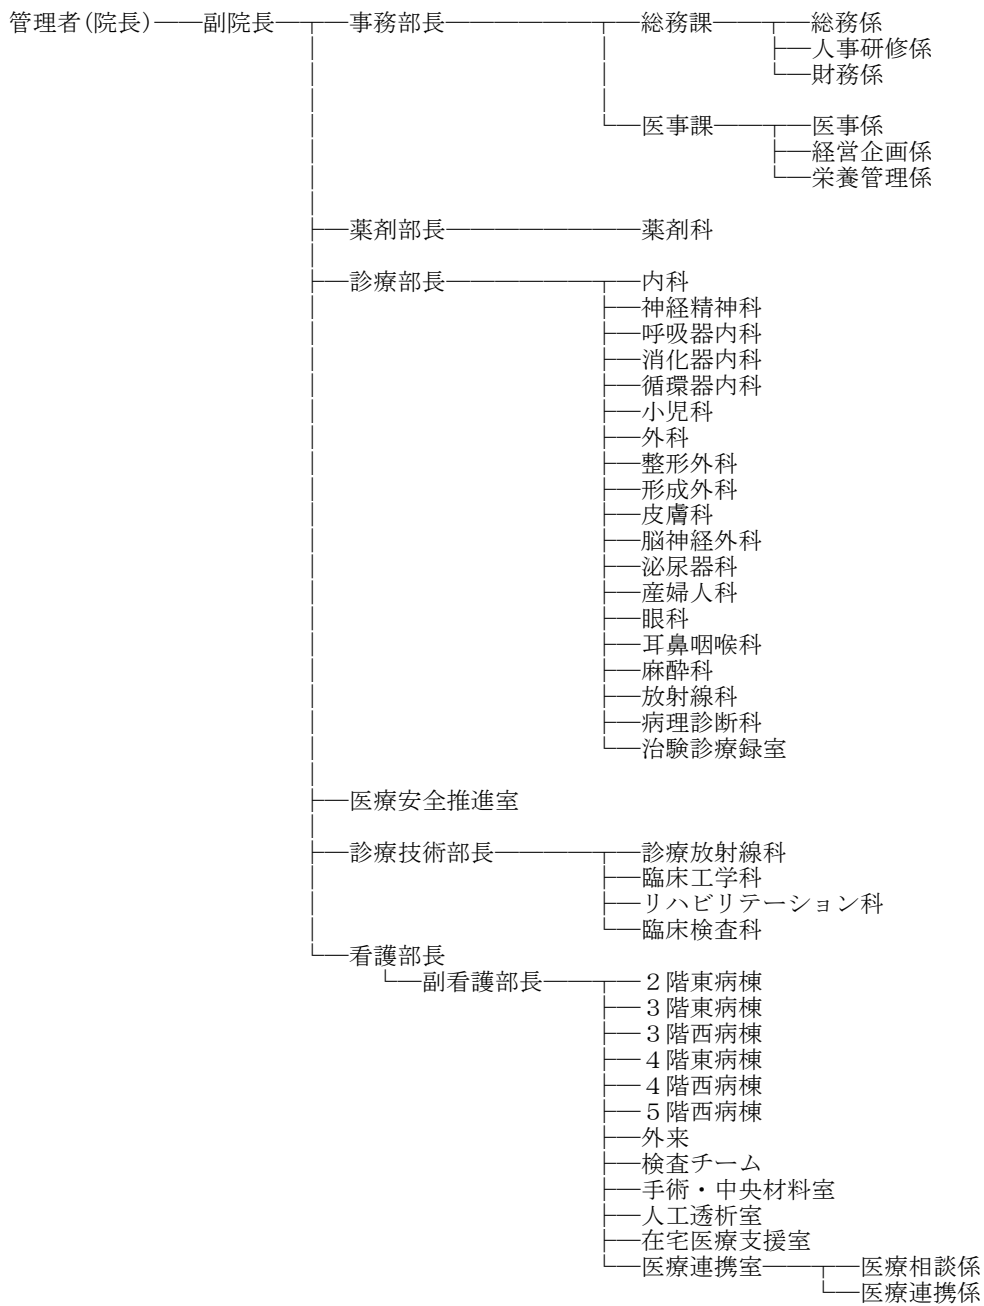 管理者(院長)――副院長――事務部長――総務課――総務係
人事研修係
財務係
医事課――医事係
経営企画係
栄養管理係
薬剤部長――薬剤科
診療部長――内科
神経精神科
呼吸器内科
消化器内科
循環器内科
小児科
外科
整形外科
形成外科
皮膚科
脳神経外科
泌尿器科
産婦人科
眼科
耳鼻咽喉科
麻酔科
放射線科
病理診断科
治験診療録室
医療安全推進室
診療技術部長――診療放射線科
臨床工学科
リハビリテーション科
臨床検査科
看護部長
副看護部長――２階東病棟
３階東病棟
３階西病棟
４階東病棟
４階西病棟
５階西病棟
外来
検査チーム
手術・中央材料室
人工透析室
在宅医療支援室
医療連携室――医療相談係
医療連携係